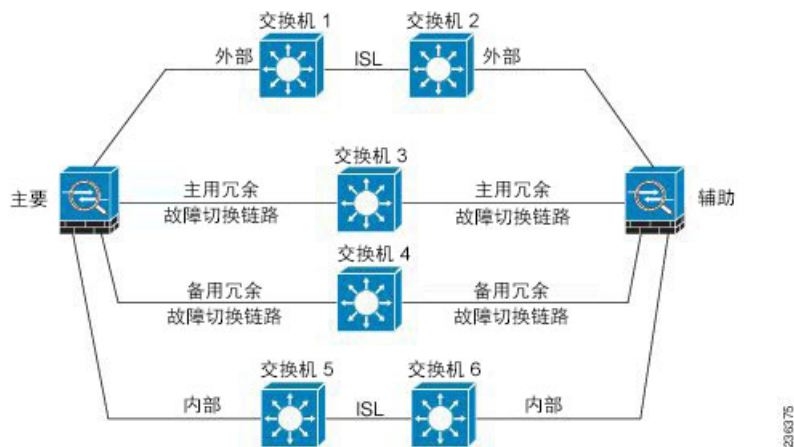 交换机 1
交换机 2
外部
ISL
外部
交换机 3
主要
主用冗余
故障切换链路
主用冗余
故障切换链路
辅助
交换机 4
备用冗余
故障切换链路
备用冗余
故障切换链路
交换机 5
交换机 6
内部
ISL
内部
236375